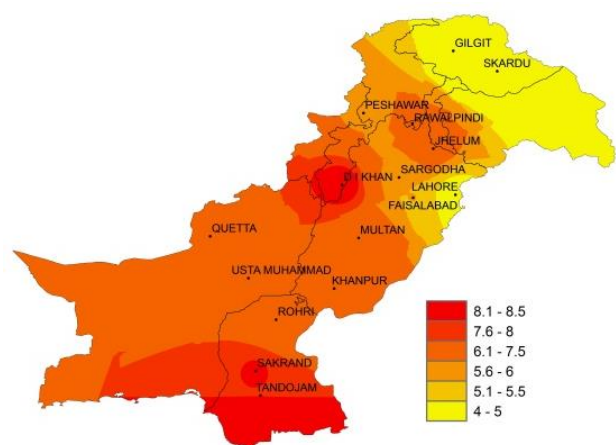 GILGIT
SKARDU
PESHAWAR
RAWALPINDI
JHELUM
D I KHAN
SARGODHA
LAHORE
FAISALABAD
QUETTA
MULTAN
USTA MUHAMMAD
KHANPUR
ROHRI
SAKRAND
TANDOJAM
8.1 - 8.5
7.6 - 8
6.1 - 7.5
5.6 - 6
5.1 - 5.5
4 - 5